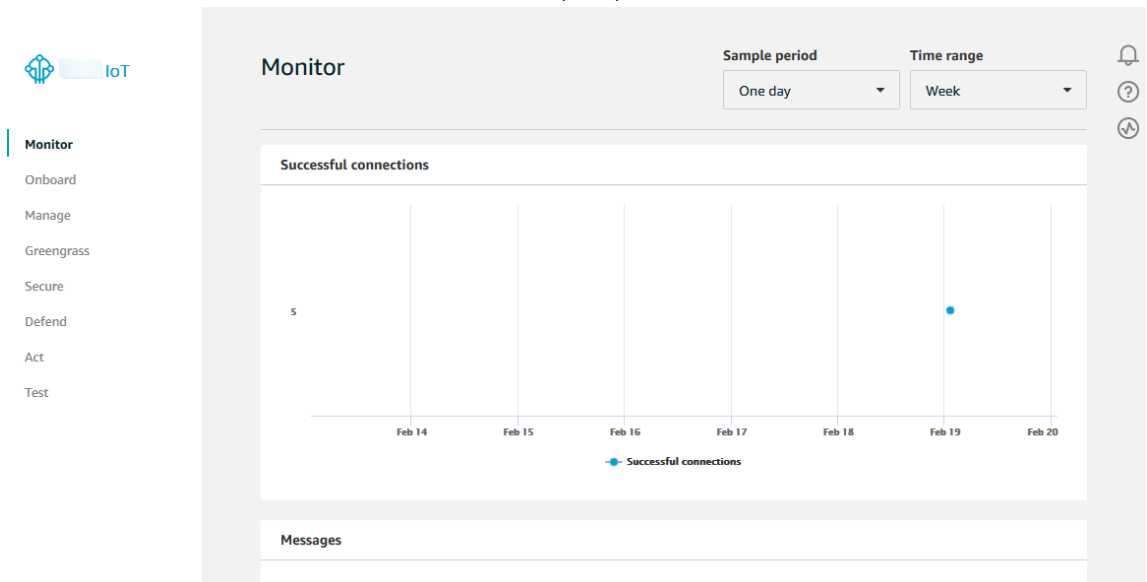 IoT
Monitor
Onboard
Manage
Greengrass
Secure
Defend
Act
Test
Monitor
Sample period
One day
Time range
Week
Successful connections
5
Feb 14 Feb 15 Feb 16 Feb 17 Feb 18 Feb 19 Feb 20
Successful connections
Messages